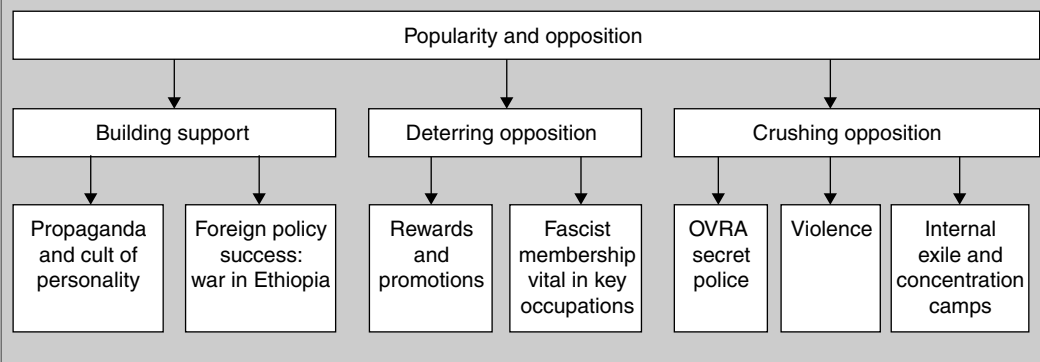 Popularity and opposition
Building support
Deterring opposition
Crushing opposition
Propaganda
and cult of
personality
Foreign policy
success:
war in Ethiopia
Rewards
and
promotions
Fascist
membership
vital in key
occupations
OVRA
secret
police
Violence
Internal
exile and
concentration
camps